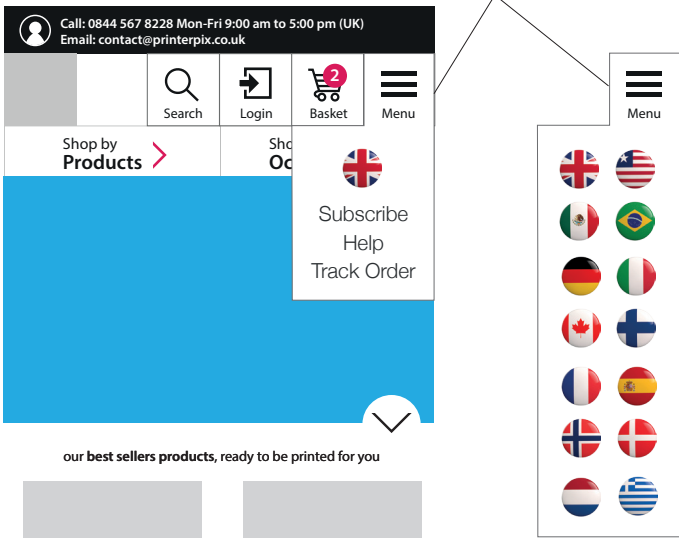 Call: 0844 567 8228 Mon-Fri 9:00 am to 5:00 pm (UK)
Email: contact@printerpix.co.uk
Search
Login
2
Basket
Menu
Menu
Shop by
Products
Sho
Oc
Subscribe
Help
Track Order
our best sellers products, ready to be printed for you